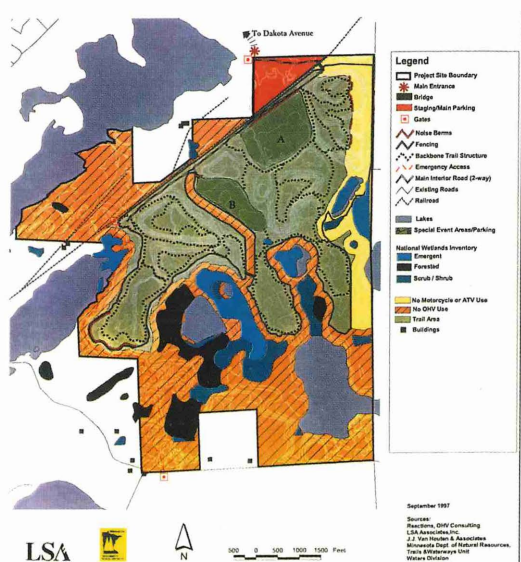 To Dakota Avenue
A
B
Legend
Project Site Boundary
Main Entrance
Bridge
Staging/Main Parking
Gates
Noise Berms
Fencing
Backbone Trail Structure
Emergency Access
Main Interior Road (2-way)
Existing Roads
Railroad
Lakes
Special Event Areas/Parking
National Wetlands Inventory
Emergent
Forested
Scrub / Shrub
No Motorcycle or ATV Use
No OHV Use
Trail Area
Buildings
September 1997
Sources:
Reactions, OHV Consulting
LSA Associates,Inc.
J.J. Van Houten & Associates
Minnesota Dept. of Natural Resources,
Trails & Waterways Unit
Waters Division
LSA
N
500 0 500 1000 1500 Feet